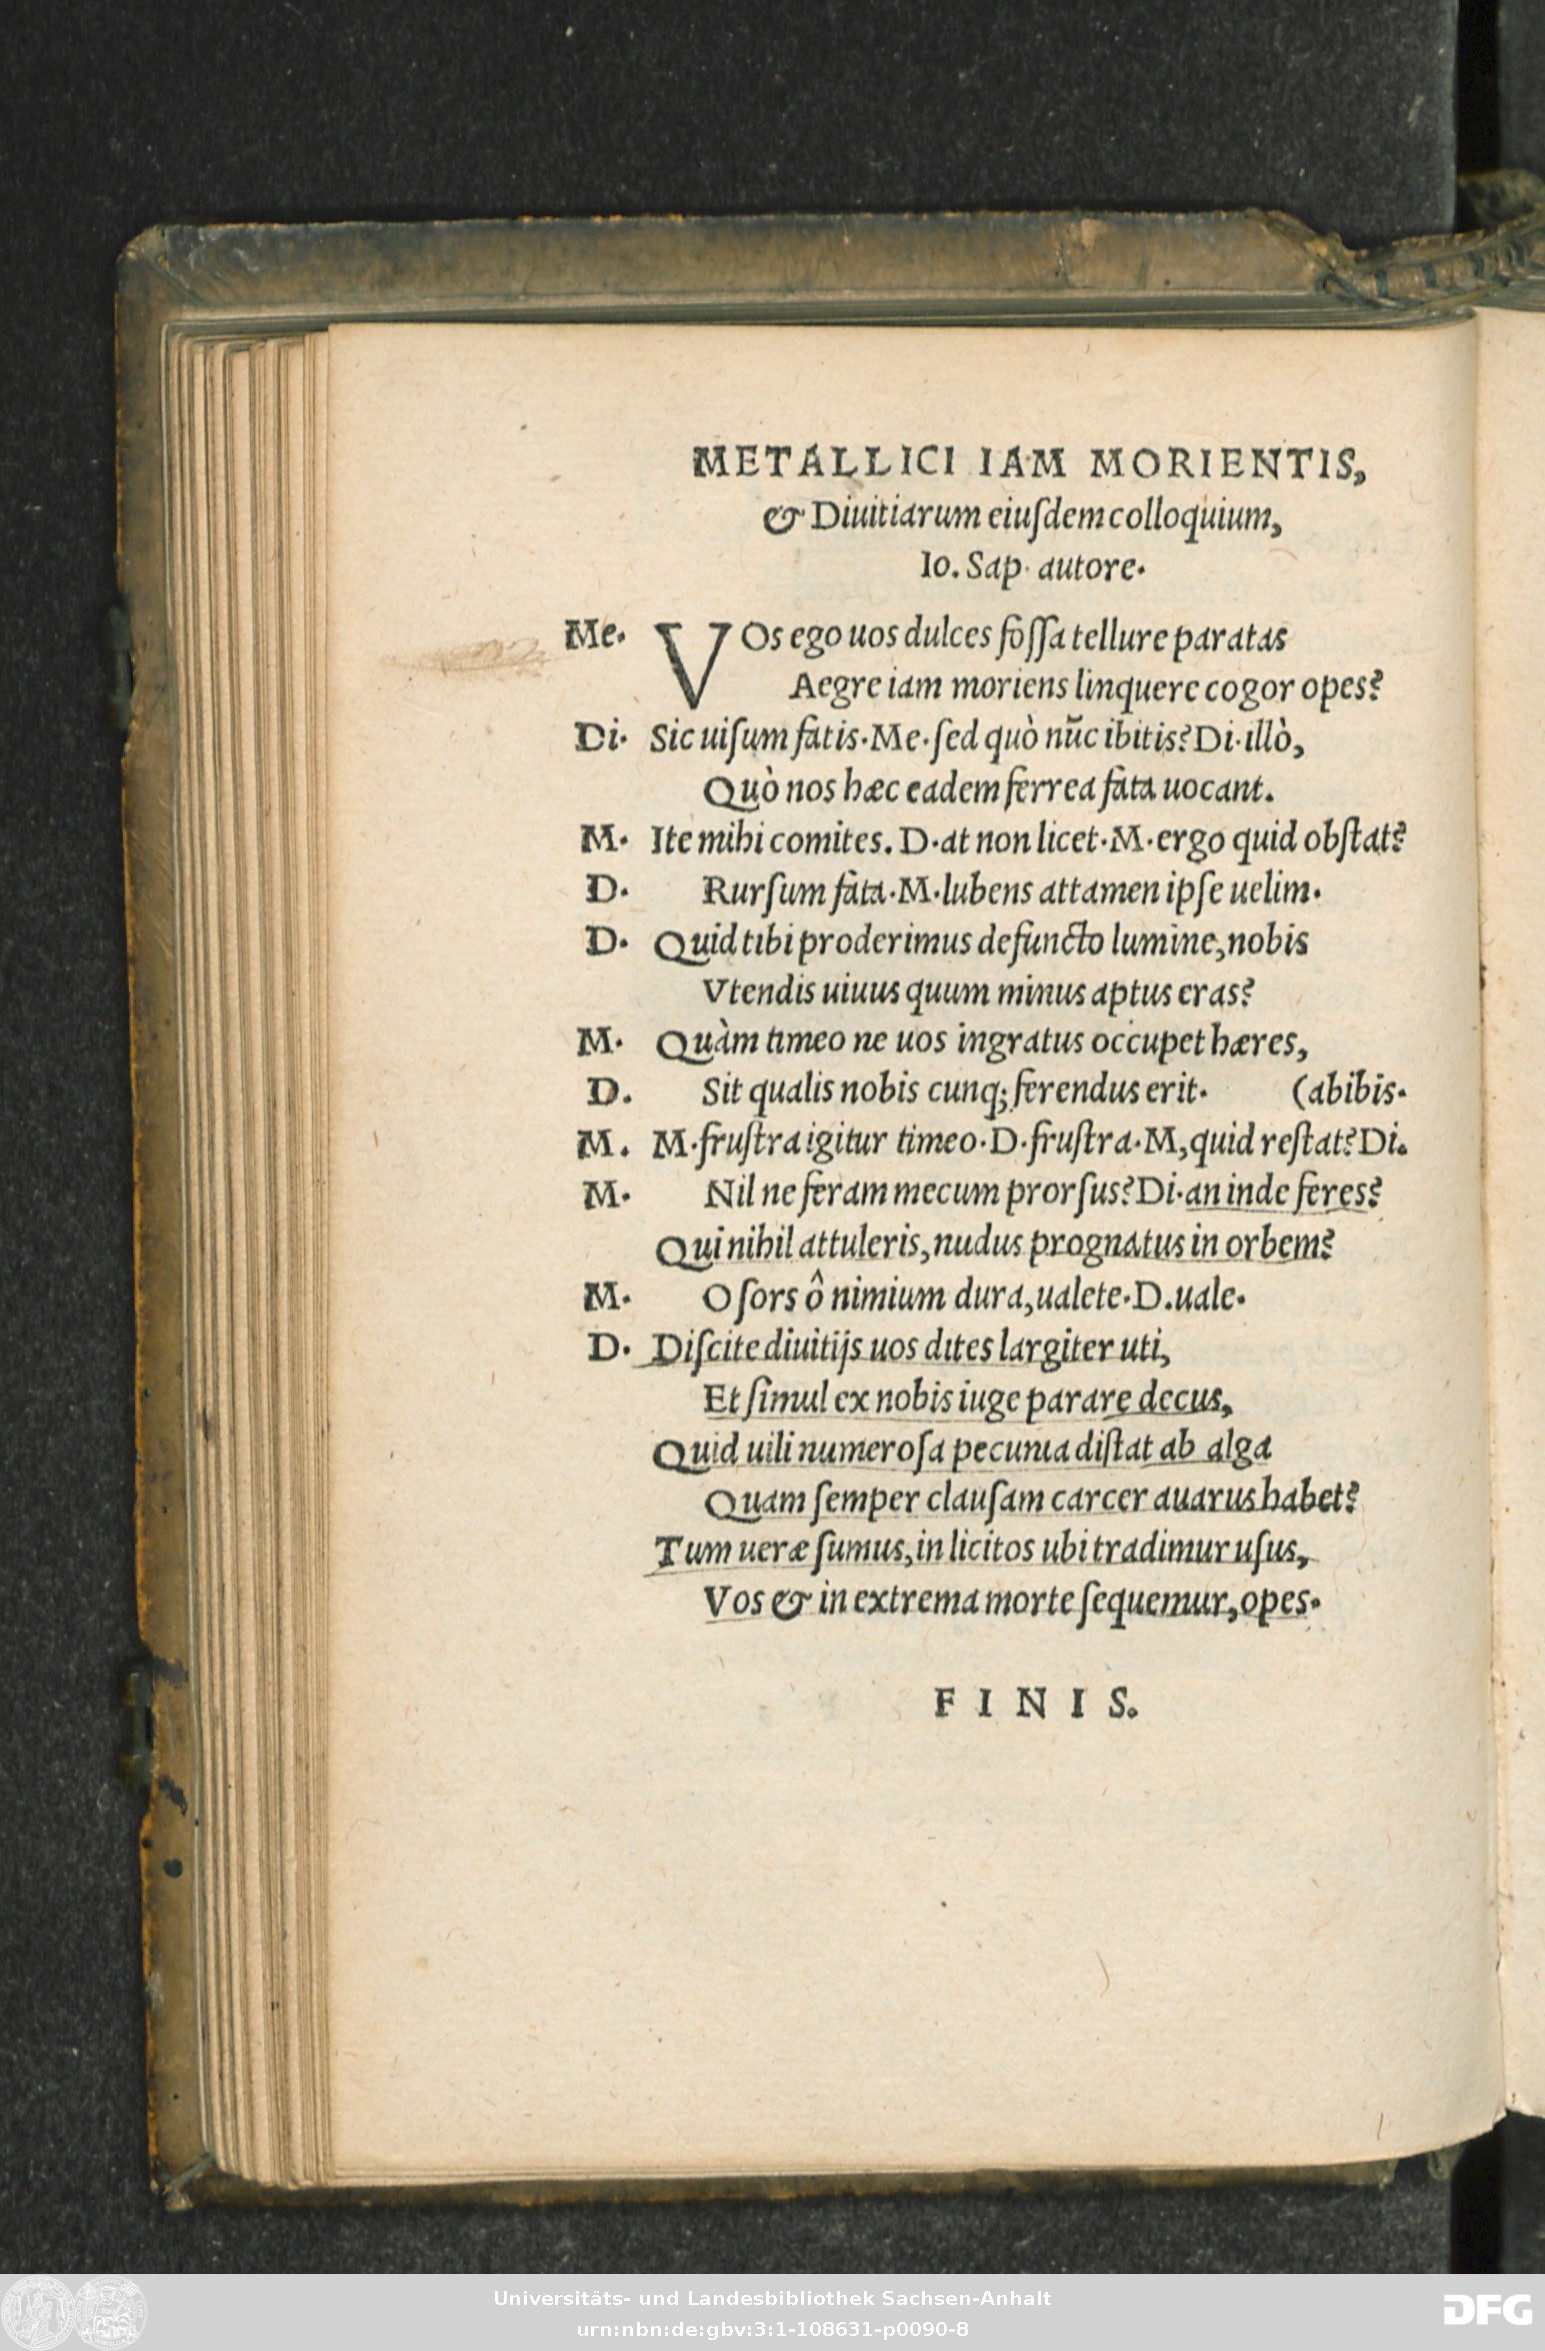 METALLICI IAM MORIENTIS,
& Diuitiarum eiuſdem colloquium,
Io. Sap. autore.
Me. VOs ego uos dulces foſſa tellure paratas
Aegre iam moriens linquere cogor opes?
Di. Sic uiſum fatis. Me. ſed quò nũc ibitis? Di. illò,
Quò nos hæc eadem ferrea fata uocant.
M. Ite mihi comites. D. at non licet. M. ergo quid obſtat?
D. Rurſum fata. M. lubens attamen ipſe uelim.
D. Quid tibi proderimus defuncto lumine, nobis
Vtendis uiuus quum minus aptus eras?
M. Quàm timeo ne uos ingratus occupet hæres,
D. Sit qualis nobis cunq; ferendus erit. (abibis.
M. M. fruſtra igitur timeo. D. fruſtra. M, quid reſtat? Di.
M. Nil ne feram mecum prorſus? Di. an inde feres?
Qui nihil attuleris, nudus prognatus in orbem?
M. O ſors ô nimium dura, ualete. D. uale.
D. Diſcite diuitijs uos dites largiter uti,
Et ſimul ex nobis iuge parare decus,
Quid uili numeroſa pecunia diſtat ab alga
Quam ſemper clauſam carcer auarus habet?
Tum ueræ ſumus, in licitos ubi tradimur uſus,
Vos & in extrema morte ſequemur, opes.
FINIS.
Universitäts- und Landesbibliothek Sachsen-Anhalt
urn:nbn:de:gbv:3:1-108631-p0090-8
DFG